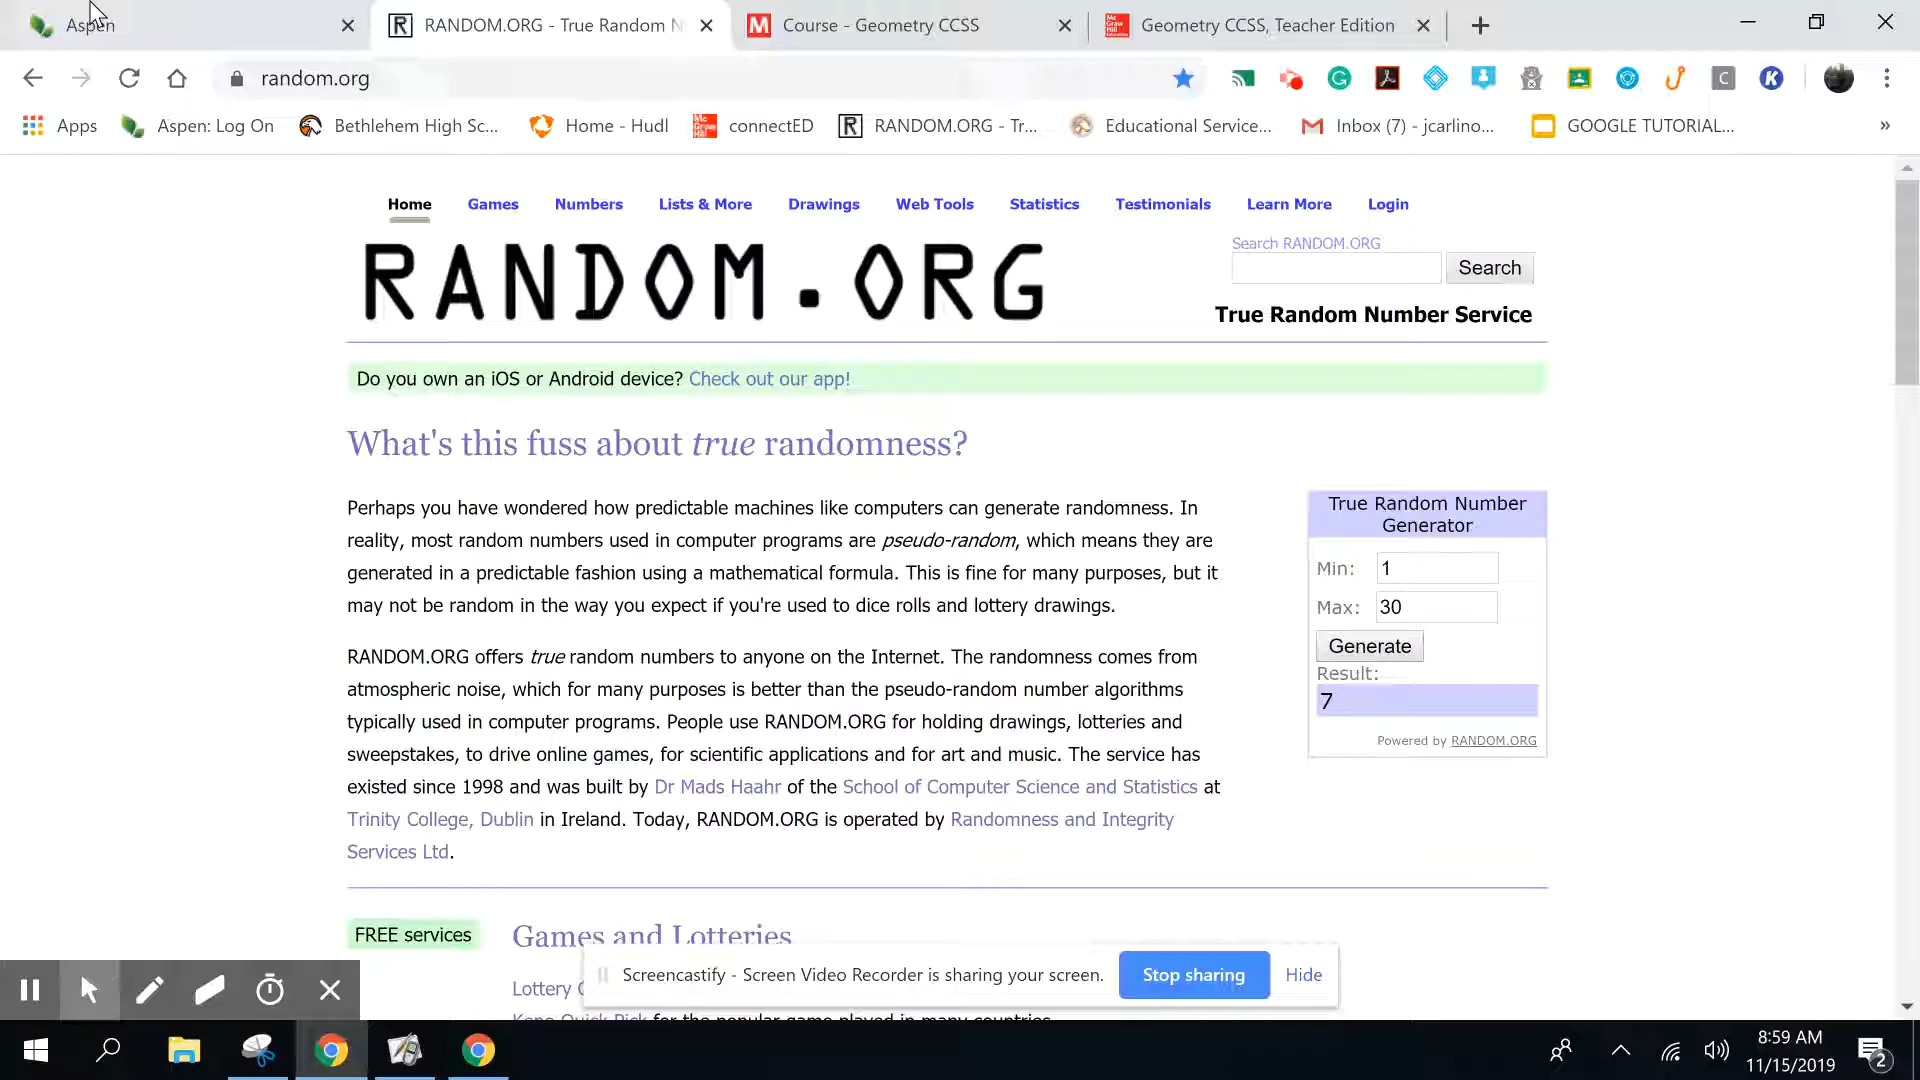 Aspen
RANDOM.ORG - True Random N
Course - Geometry CCSS
Geometry CCSS, Teacher Edition
random.org
Apps
Aspen: Log On
Bethlehem High Sc...
Home - Hudl
connectED
RANDOM.ORG - Tr...
Educational Service...
Inbox (7) - jcarlino...
GOOGLE TUTORIAL...
»
Home Games Numbers Lists & More Drawings Web Tools Statistics Testimonials Learn More Login
RANDOM.ORG
Search RANDOM.ORG
Search
True Random Number Service
Do you own an iOS or Android device? Check out our app!
What's this fuss about true randomness?
Perhaps you have wondered how predictable machines like computers can generate randomness. In
reality, most random numbers used in computer programs are pseudo-random, which means they are
generated in a predictable fashion using a mathematical formula. This is fine for many purposes, but it
may not be random in the way you expect if you're used to dice rolls and lottery drawings.
RANDOM.ORG offers true random numbers to anyone on the Internet. The randomness comes from
atmospheric noise, which for many purposes is better than the pseudo-random number algorithms
typically used in computer programs. People use RANDOM.ORG for holding drawings, lotteries and
sweepstakes, to drive online games, for scientific applications and for art and music. The service has
existed since 1998 and was built by Dr Mads Haahr of the School of Computer Science and Statistics at
Trinity College, Dublin in Ireland. Today, RANDOM.ORG is operated by Randomness and Integrity
Services Ltd.
True Random Number
Generator
Min: 1
Max: 30
Generate
Result:
7
Powered by RANDOM.ORG
FREE services
Games and Lotteries
Lottery
Keno Quick Pick for the popular game played in many countries
Screencastify - Screen Video Recorder is sharing your screen.
Stop sharing
Hide
8:59 AM
11/15/2019
2